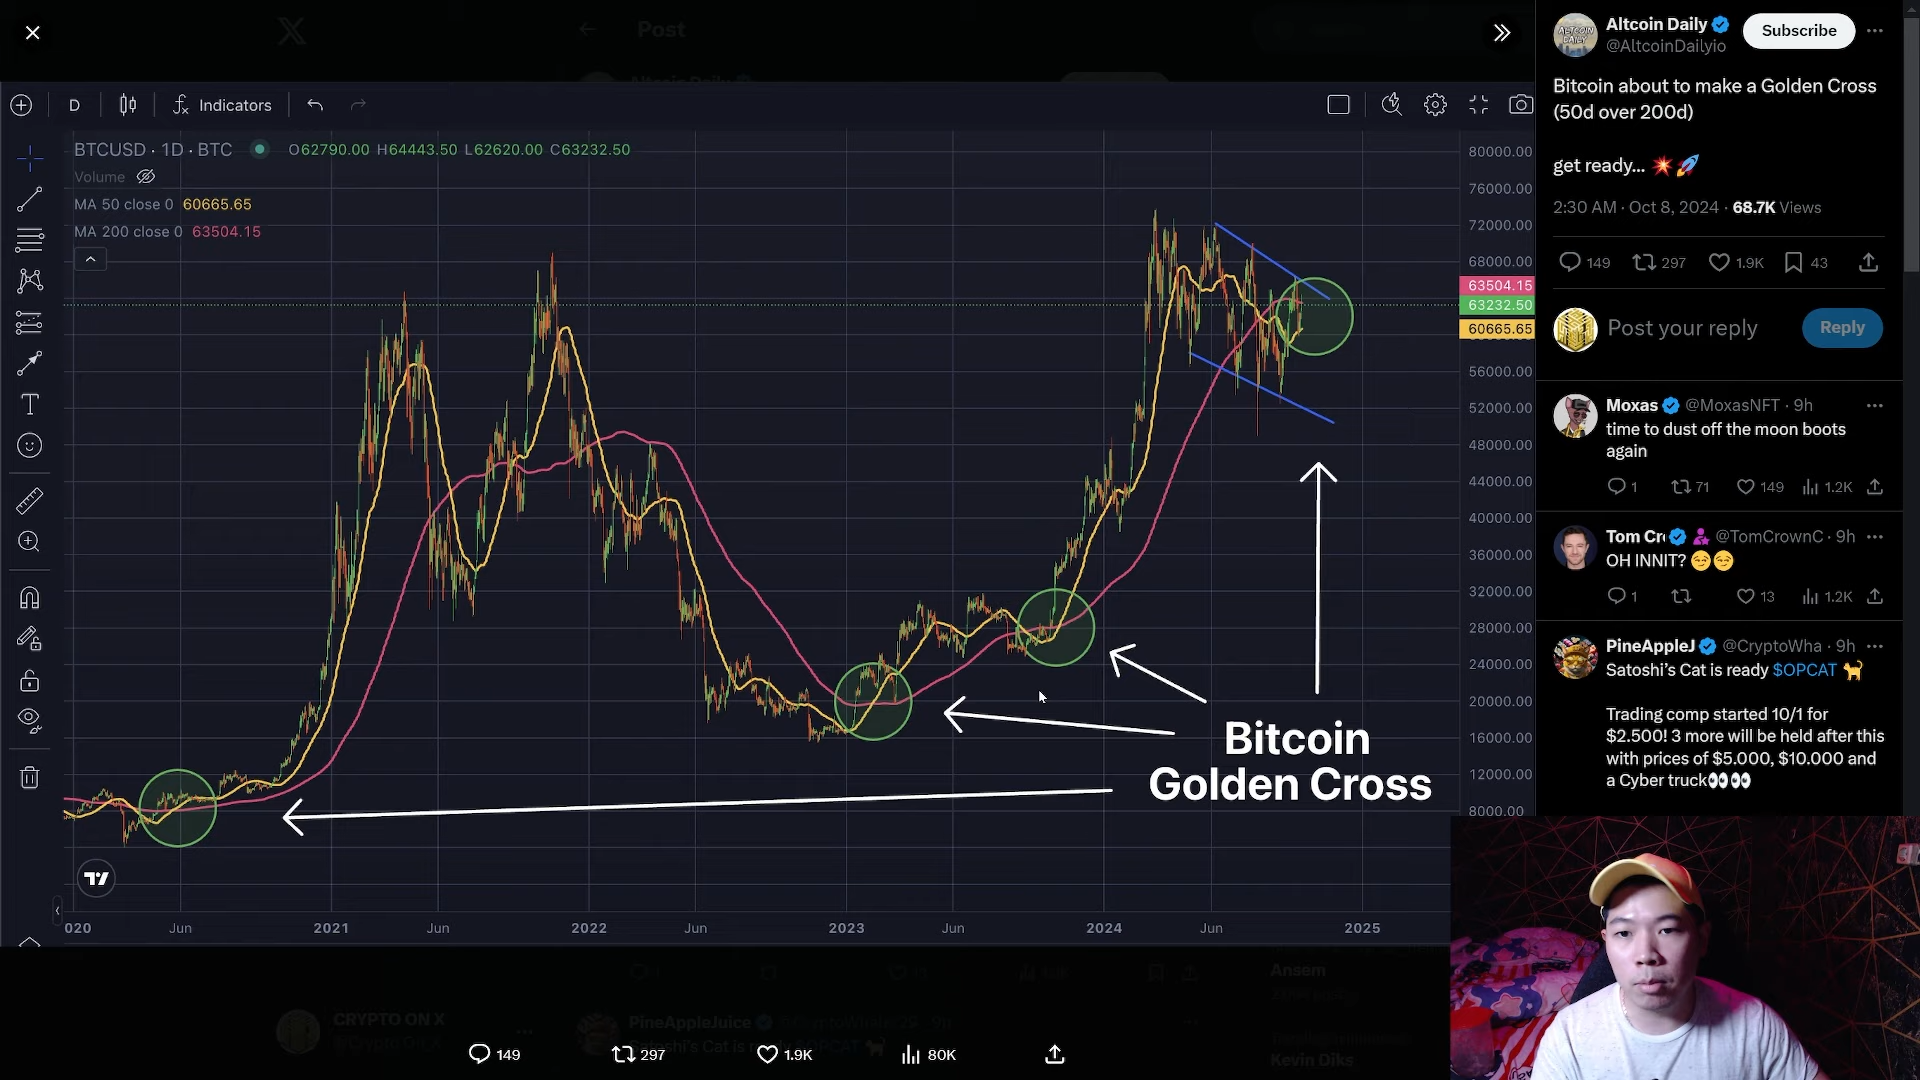 Post
Altcoin Daily
@AltcoinDailyio
Subscribe
Bitcoin about to make a Golden Cross
(50d over 200d)
get ready... 💥🚀
2:30 AM · Oct 8, 2024 · 68.7K Views
149 297 1.9K 43
Post your reply
Reply
Moxas @MoxasNFT · 9h
time to dust off the moon boots
again
1 71 149 1.2K
Tom Cr @TomCrownC · 9h
OH INNIT? 😏😏
1 13 1.2K
PineAppleJ @CryptoWha · 9h
Satoshi's Cat is ready $OPCAT 🐈
Trading comp started 10/1 for
$2.500! 3 more will be held after this
with prices of $5.000, $10.000 and
a Cyber truck👀👀
D Indicators
BTCUSD · 1D · BTC O62790.00 H64443.50 L62620.00 C63232.50
Volume
MA 50 close 0 60665.65
MA 200 close 0 63504.15
80000.00
76000.00
72000.00
68000.00
63504.15
63232.50
60665.65
56000.00
52000.00
48000.00
44000.00
40000.00
36000.00
32000.00
28000.00
24000.00
20000.00
16000.00
12000.00
8000.00
Bitcoin
Golden Cross
020 Jun 2021 Jun 2022 Jun 2023 Jun 2024 Jun 2025
Ansem
CRYPTO ON X
PineAppleJuice
Kevin Diks
149 297 1.9K 80K